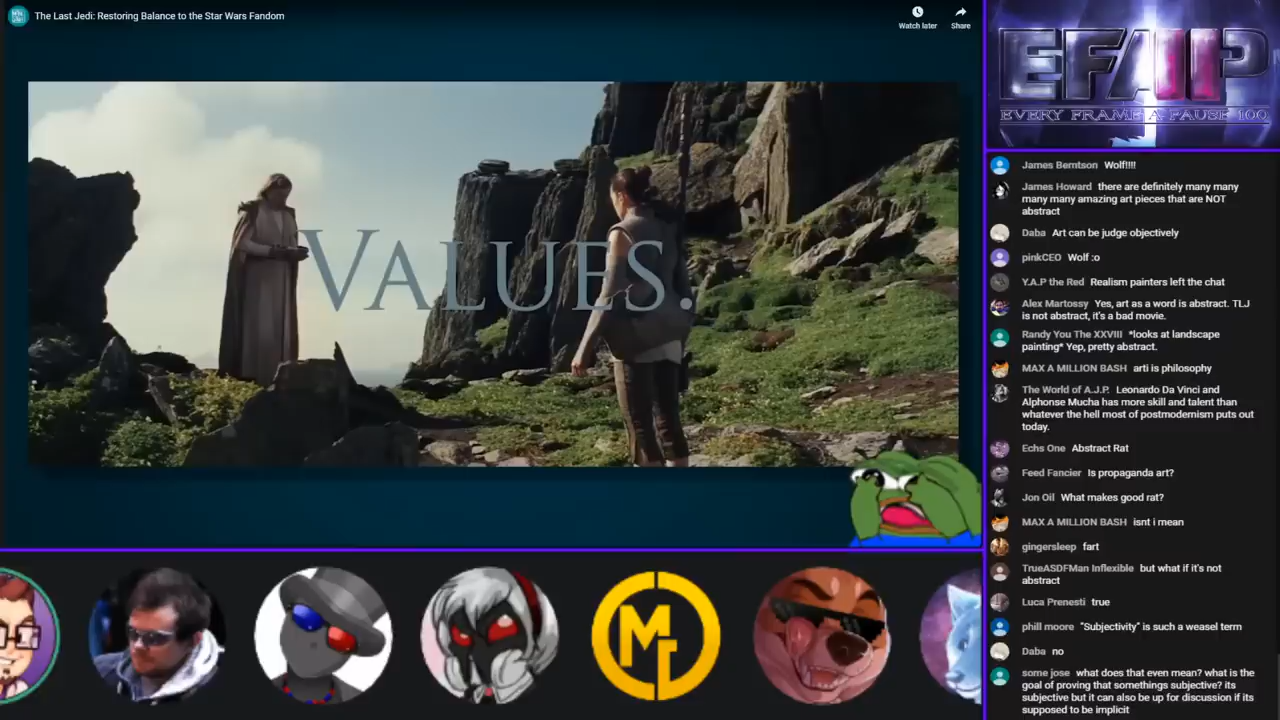 The Last Jedi: Restoring Balance to the Star Wars Fandom
Watch later
Share
VALUES.
EFAP
EVERY FRAME A PAUSE 100
James Berntson Wolf!!!!
James Howard there are definitely many many
many many amazing art pieces that are NOT
abstract
Daba Art can be judge objectively
pinkCEO Wolf :o
Y.A.P the Red Realism painters left the chat
Alex Martossy Yes, art as a word is abstract. TLJ
is not abstract, it's a bad movie.
Randy You The XXVIII *looks at landscape
painting* Yep, pretty abstract.
MAX A MILLION BASH arti is philosophy
The World of A.J.P. Leonardo Da Vinci and
Alphonse Mucha has more skill and talent than
whatever the hell most of postmodernism puts out
today.
Echs One Abstract Rat
Feed Fancier Is propaganda art?
Jon Oil What makes good rat?
MAX A MILLION BASH isnt i mean
gingersleep fart
TrueASDFMan Inflexible but what if it's not
abstract
Luca Prenesti true
phill moore "Subjectivity" is such a weasel term
Daba no
some jose what does that even mean? what is the
goal of proving that somethings subjective? its
subjective but it can also be up for discussion if its
supposed to be implicit